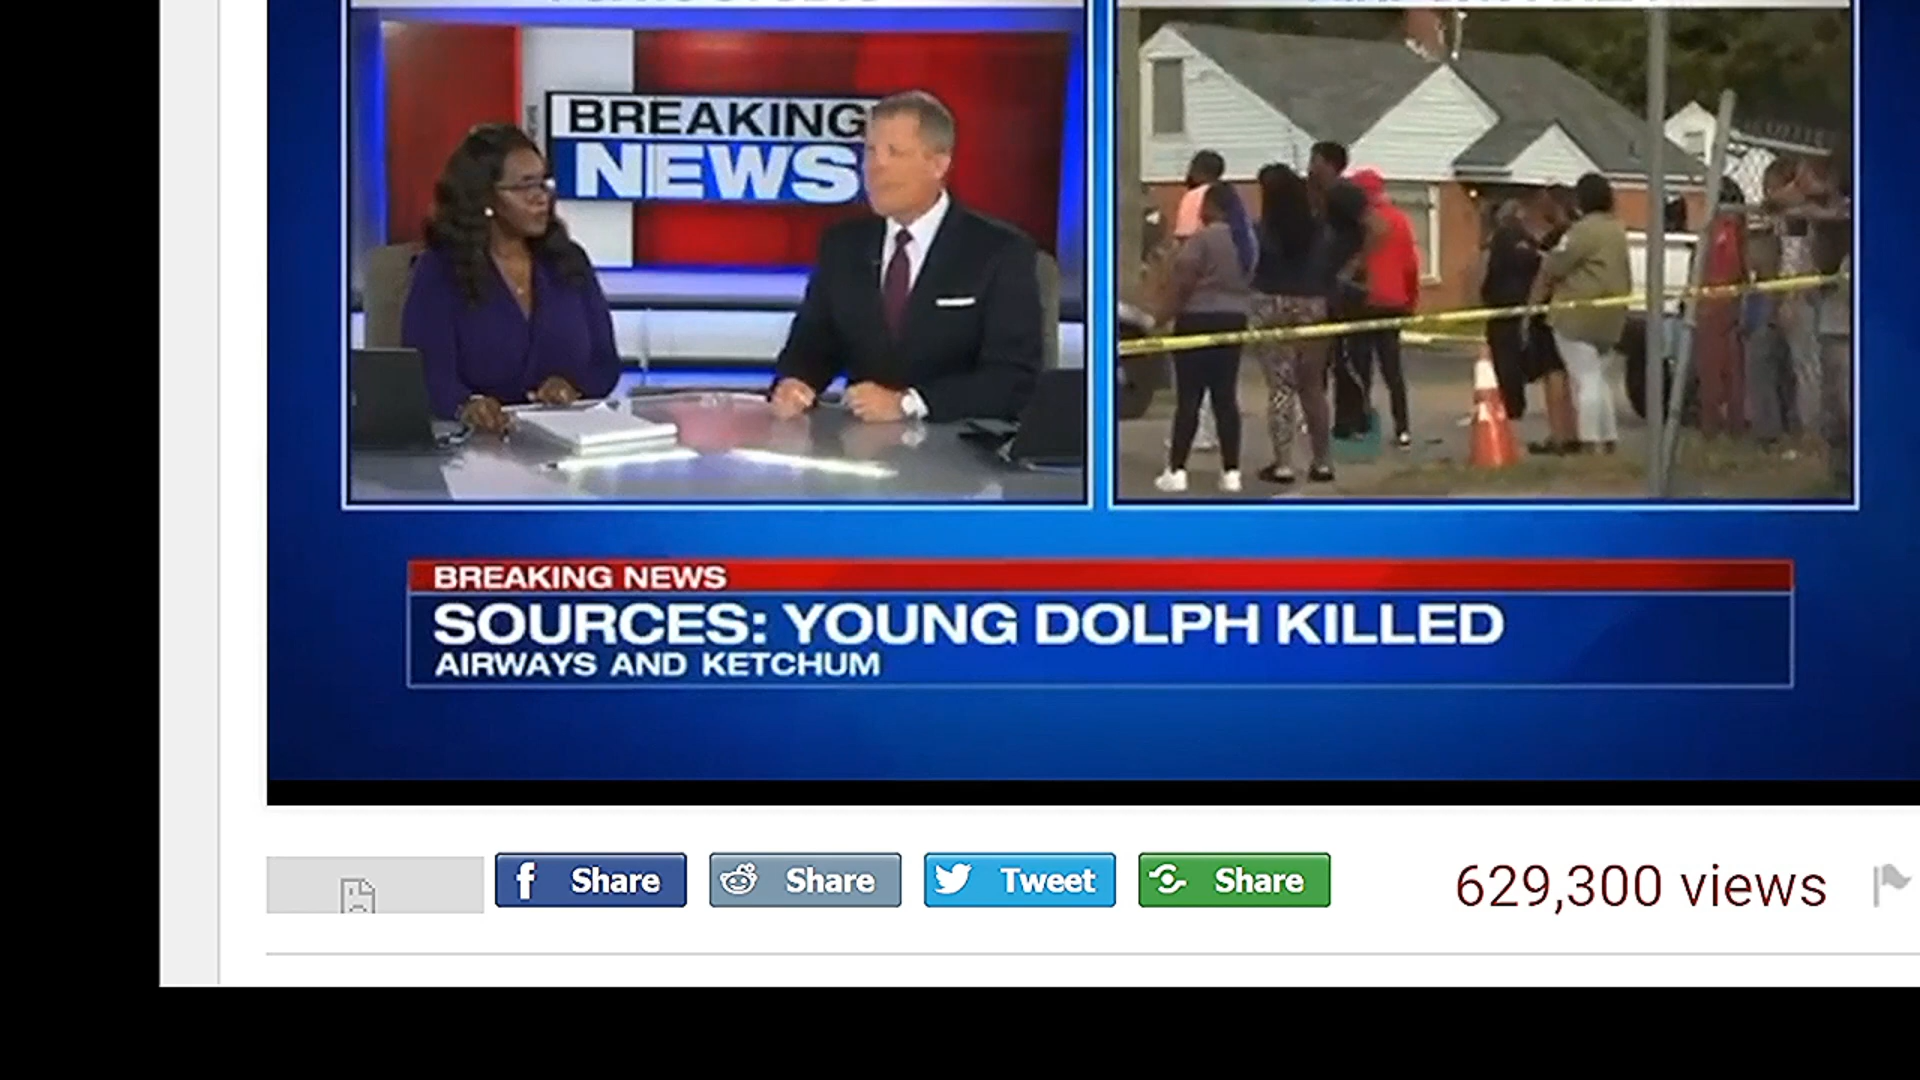 BREAKING
NEWS
BREAKING NEWS
SOURCES: YOUNG DOLPH KILLED
AIRWAYS AND KETCHUM
Share
Share
Tweet
Share
629,300 views